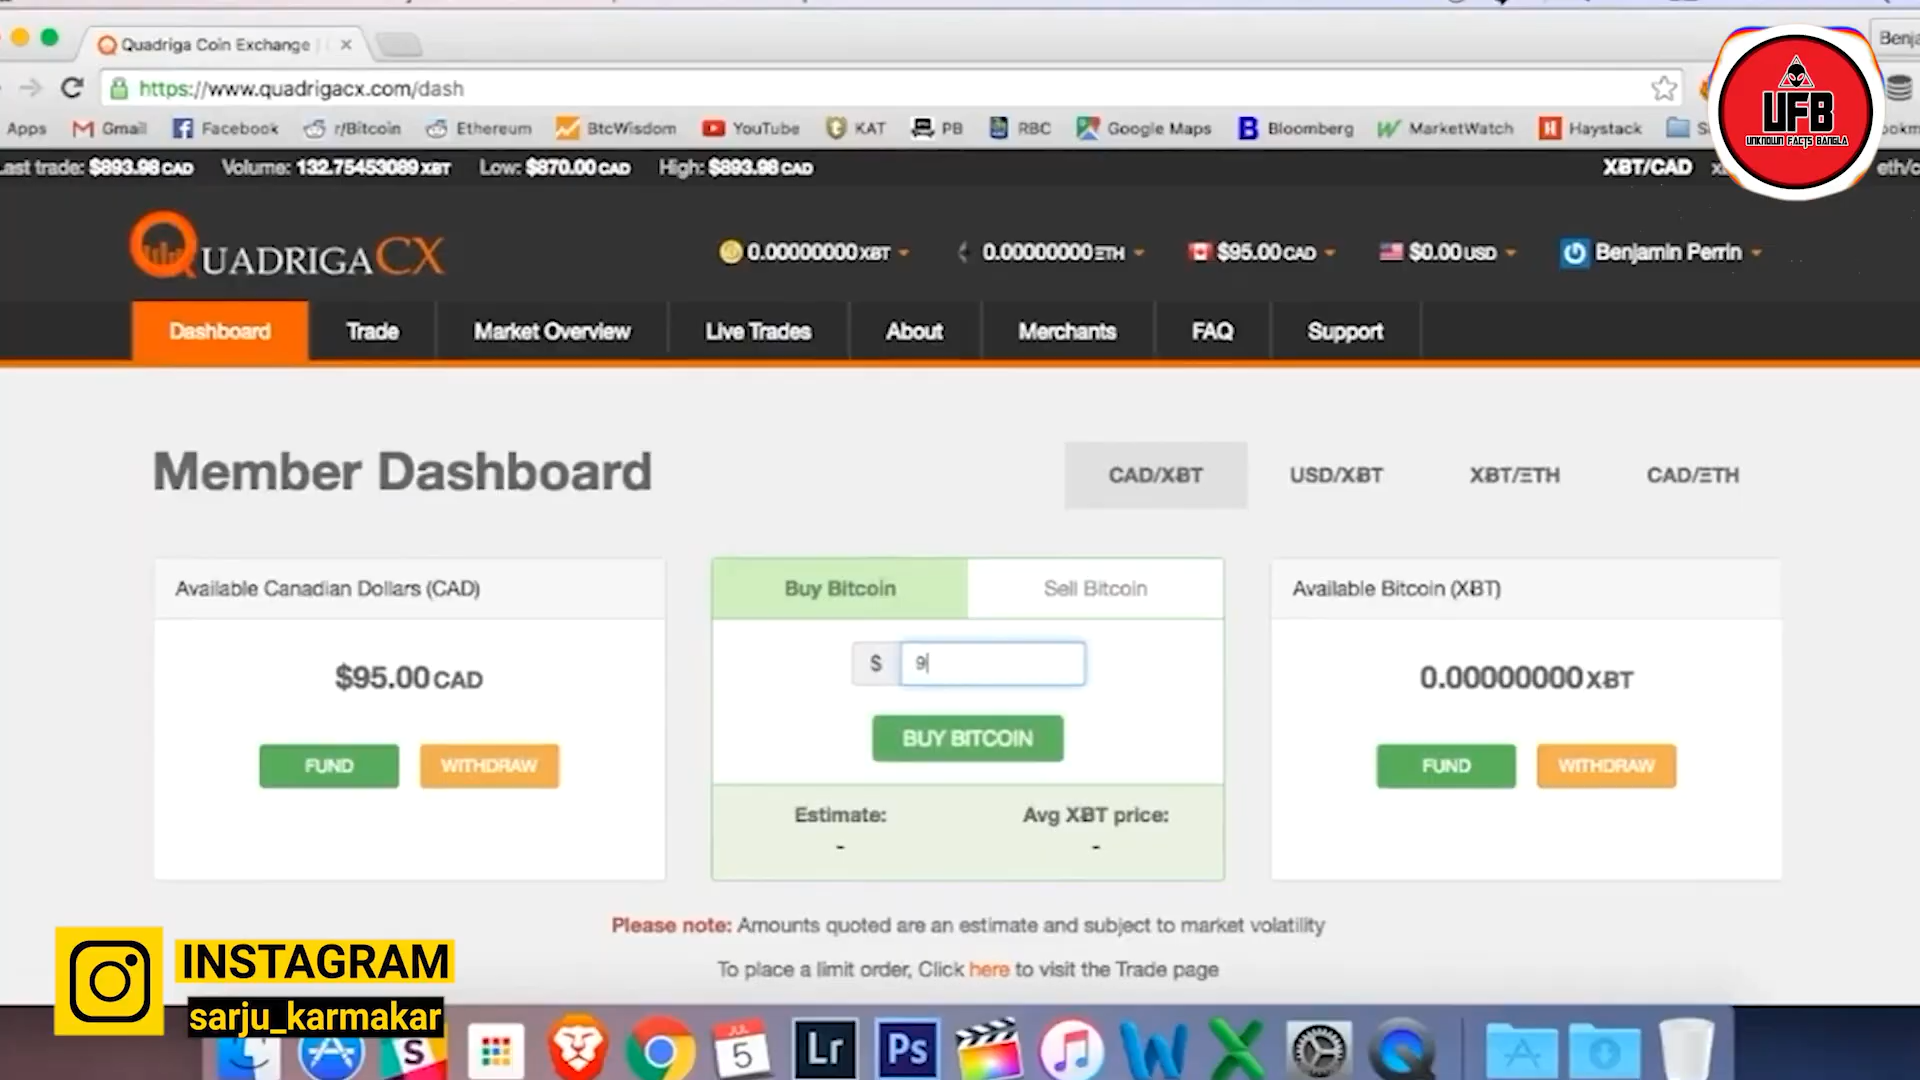 Quadriga Coin Exchange
https://www.quadrigacx.com/dash
Apps Gmail Facebook r/Bitcoin Ethereum BtcWisdom YouTube KAT PB RBC Google Maps Bloomberg MarketWatch Haystack
UFB
UNKNOWN FACTS BANGLA
Last trade: $893.98 CAD Volume: 132.75453089 XBT Low: $870.00 CAD High: $893.98 CAD XBT/CAD
QUADRIGACX
0.00000000 XBT 0.00000000 ΞTH $95.00 CAD $0.00 USD Benjamin Perrin
Dashboard Trade Market Overview Live Trades About Merchants FAQ Support
Member Dashboard
CAD/XBT USD/XBT XBT/ΞTH CAD/ΞTH
Available Canadian Dollars (CAD)
$95.00 CAD
FUND WITHDRAW
Buy Bitcoin Sell Bitcoin
$ 9
BUY BITCOIN
Estimate: Avg XBT price:
- -
Available Bitcoin (XBT)
0.00000000 XBT
FUND WITHDRAW
Please note: Amounts quoted are an estimate and subject to market volatility
To place a limit order, Click here to visit the Trade page
INSTAGRAM
sarju_karmakar
JUL
5
Lr
Ps